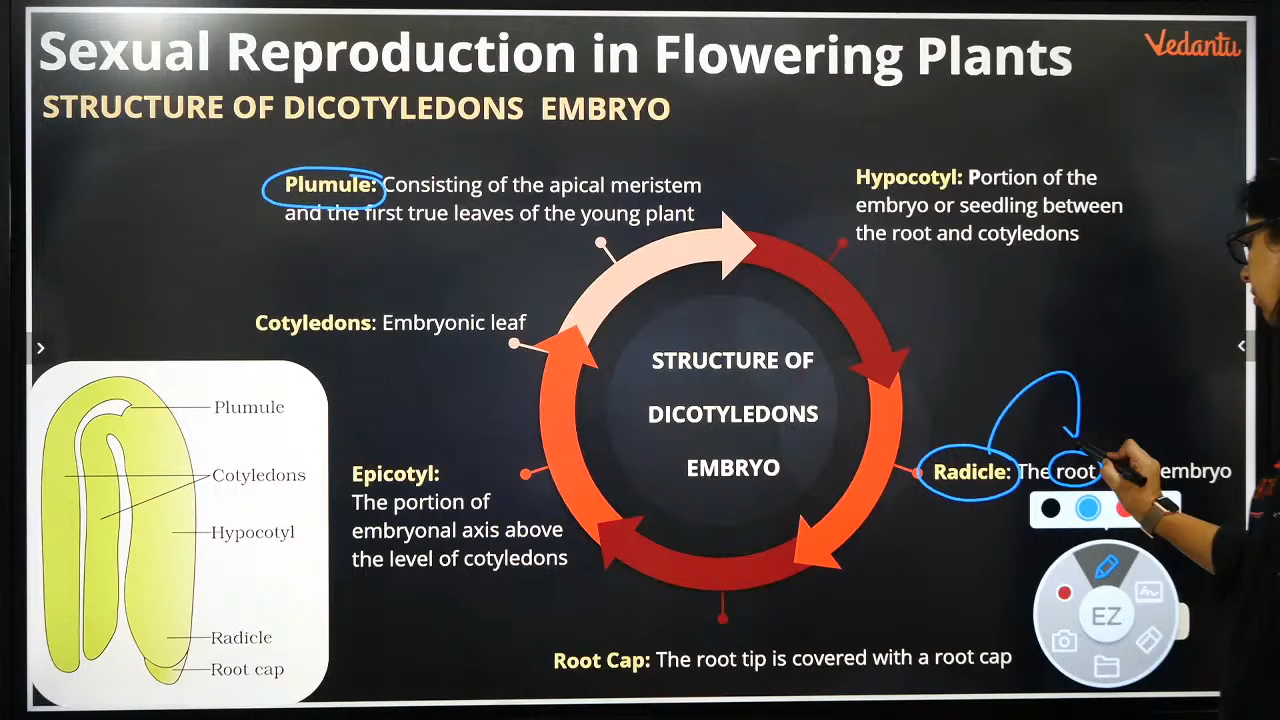 Sexual Reproduction in Flowering Plants
Vedantu
STRUCTURE OF DICOTYLEDONS EMBRYO
Plumule: Consisting of the apical meristem
and the first true leaves of the young plant
Hypocotyl: Portion of the
embryo or seedling between
the root and cotyledons
Cotyledons: Embryonic leaf
STRUCTURE OF
DICOTYLEDONS
EMBRYO
Radicle: The root embryo
Epicotyl:
The portion of
embryonal axis above
the level of cotyledons
Root Cap: The root tip is covered with a root cap
Plumule
Cotyledons
Hypocotyl
Radicle
Root cap
EZ